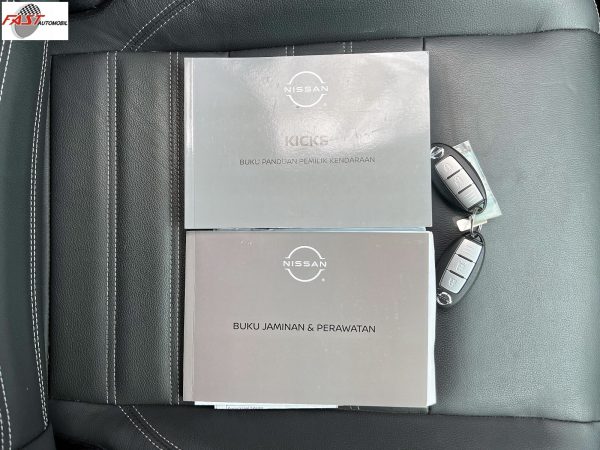 FAST
AUTOMOBIL
NISSAN
KICKS
BUKU PANDUAN PEMILIK KENDARAAN
NISSAN
BUKU JAMINAN & PERAWATAN